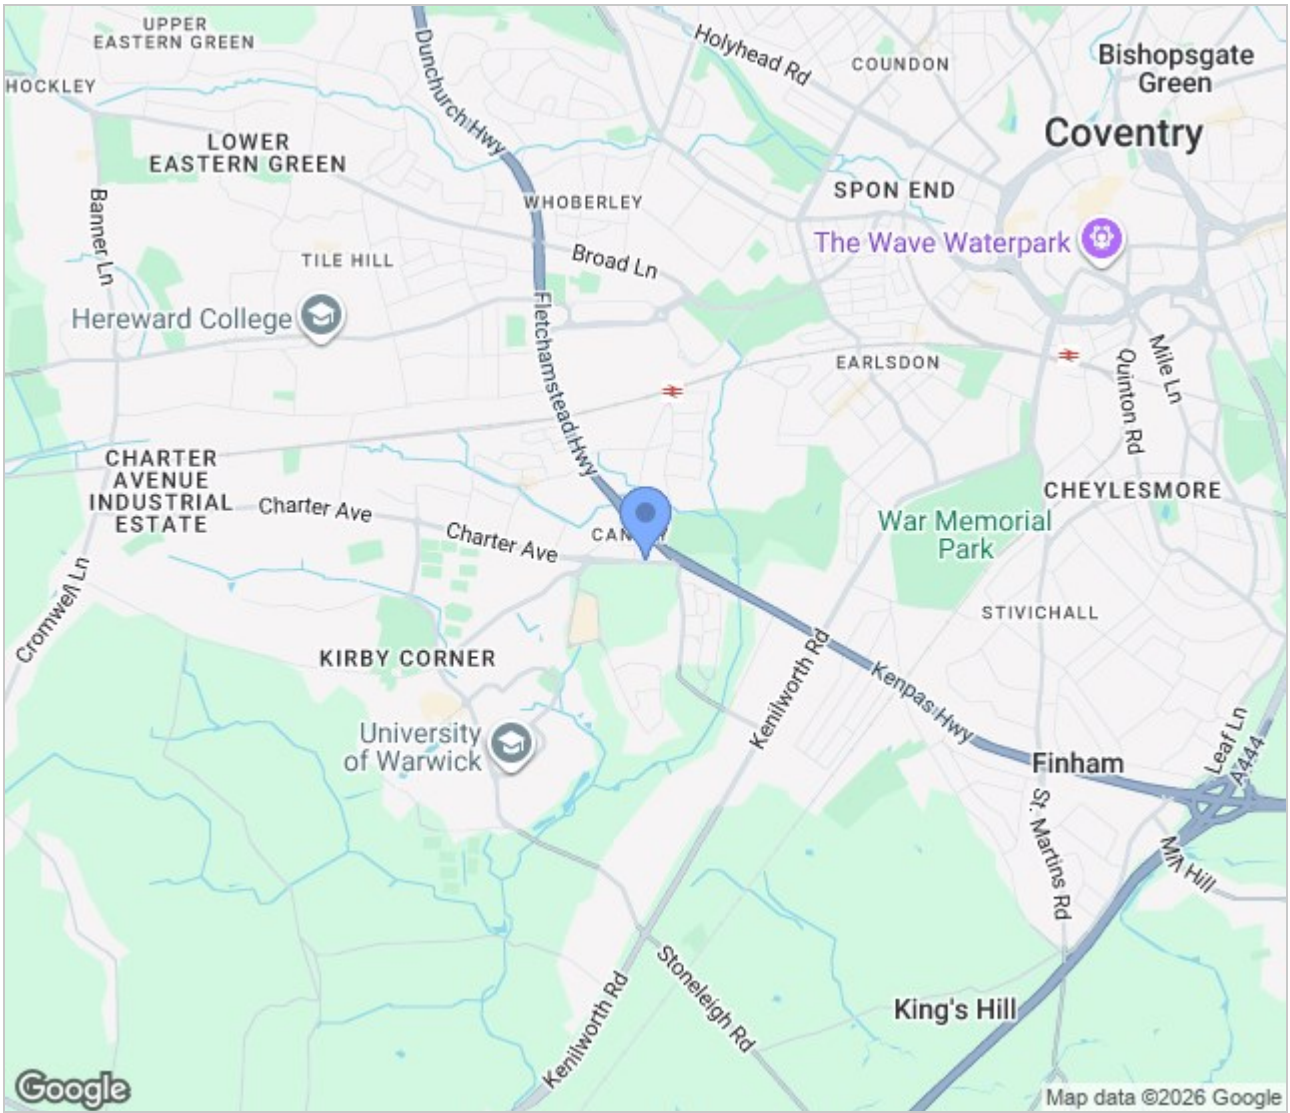 UPPER
EASTERN GREEN
HOCKLEY
Dunchurch Hwy
Holyhead Rd
COUNDON
Bishopsgate
Green
Coventry
LOWER
EASTERN GREEN
Banner Ln
WHOBERLEY
SPON END
The Wave Waterpark
TILE HILL
Broad Ln
Hereward College
Fletchamstead Hwy
EARLSDON
Quinton Rd
Mile Ln
CHARTER
AVENUE
INDUSTRIAL
ESTATE
Charter Ave
Charter Ave
CHEYLESMORE
War Memorial
Park
Cromwell Ln
STIVICHALL
KIRBY CORNER
Kenilworth Rd
Kenpas Hwy
University
of Warwick
Finham
Leaf Ln
A444
St. Martins Rd
Mill Hill
Stoneleigh Rd
Kenilworth Rd
King's Hill
Google
Map data ©2026 Google